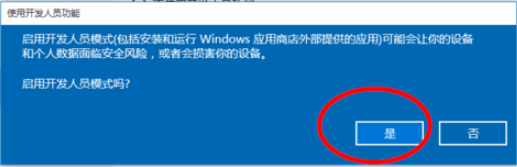 使用开发人员功能
启用开发人员模式(包括安装和运行 Windows 应用商店外部提供的应用)可能会让你的设备
和个人数据面临安全风险，或者会损害你的设备。
启用开发人员模式吗?
是 否